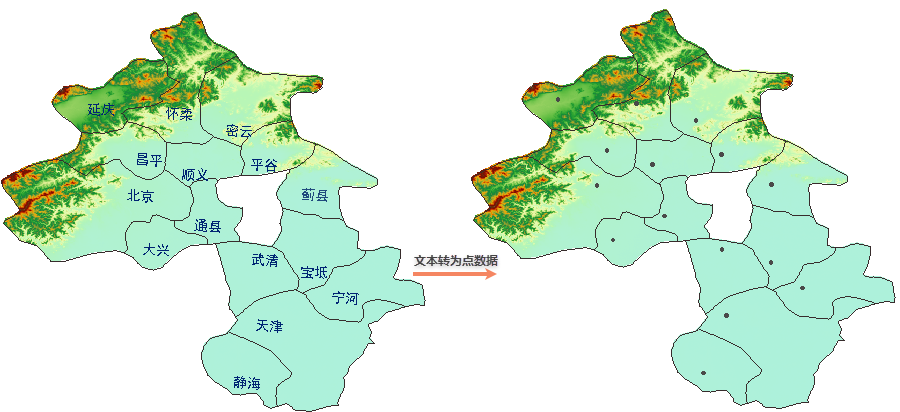 延庆
怀柔
密云
昌平
平谷
顺义
北京
蓟县
通县
大兴
武清
宝坻
宁河
天津
静海
文本转为点数据